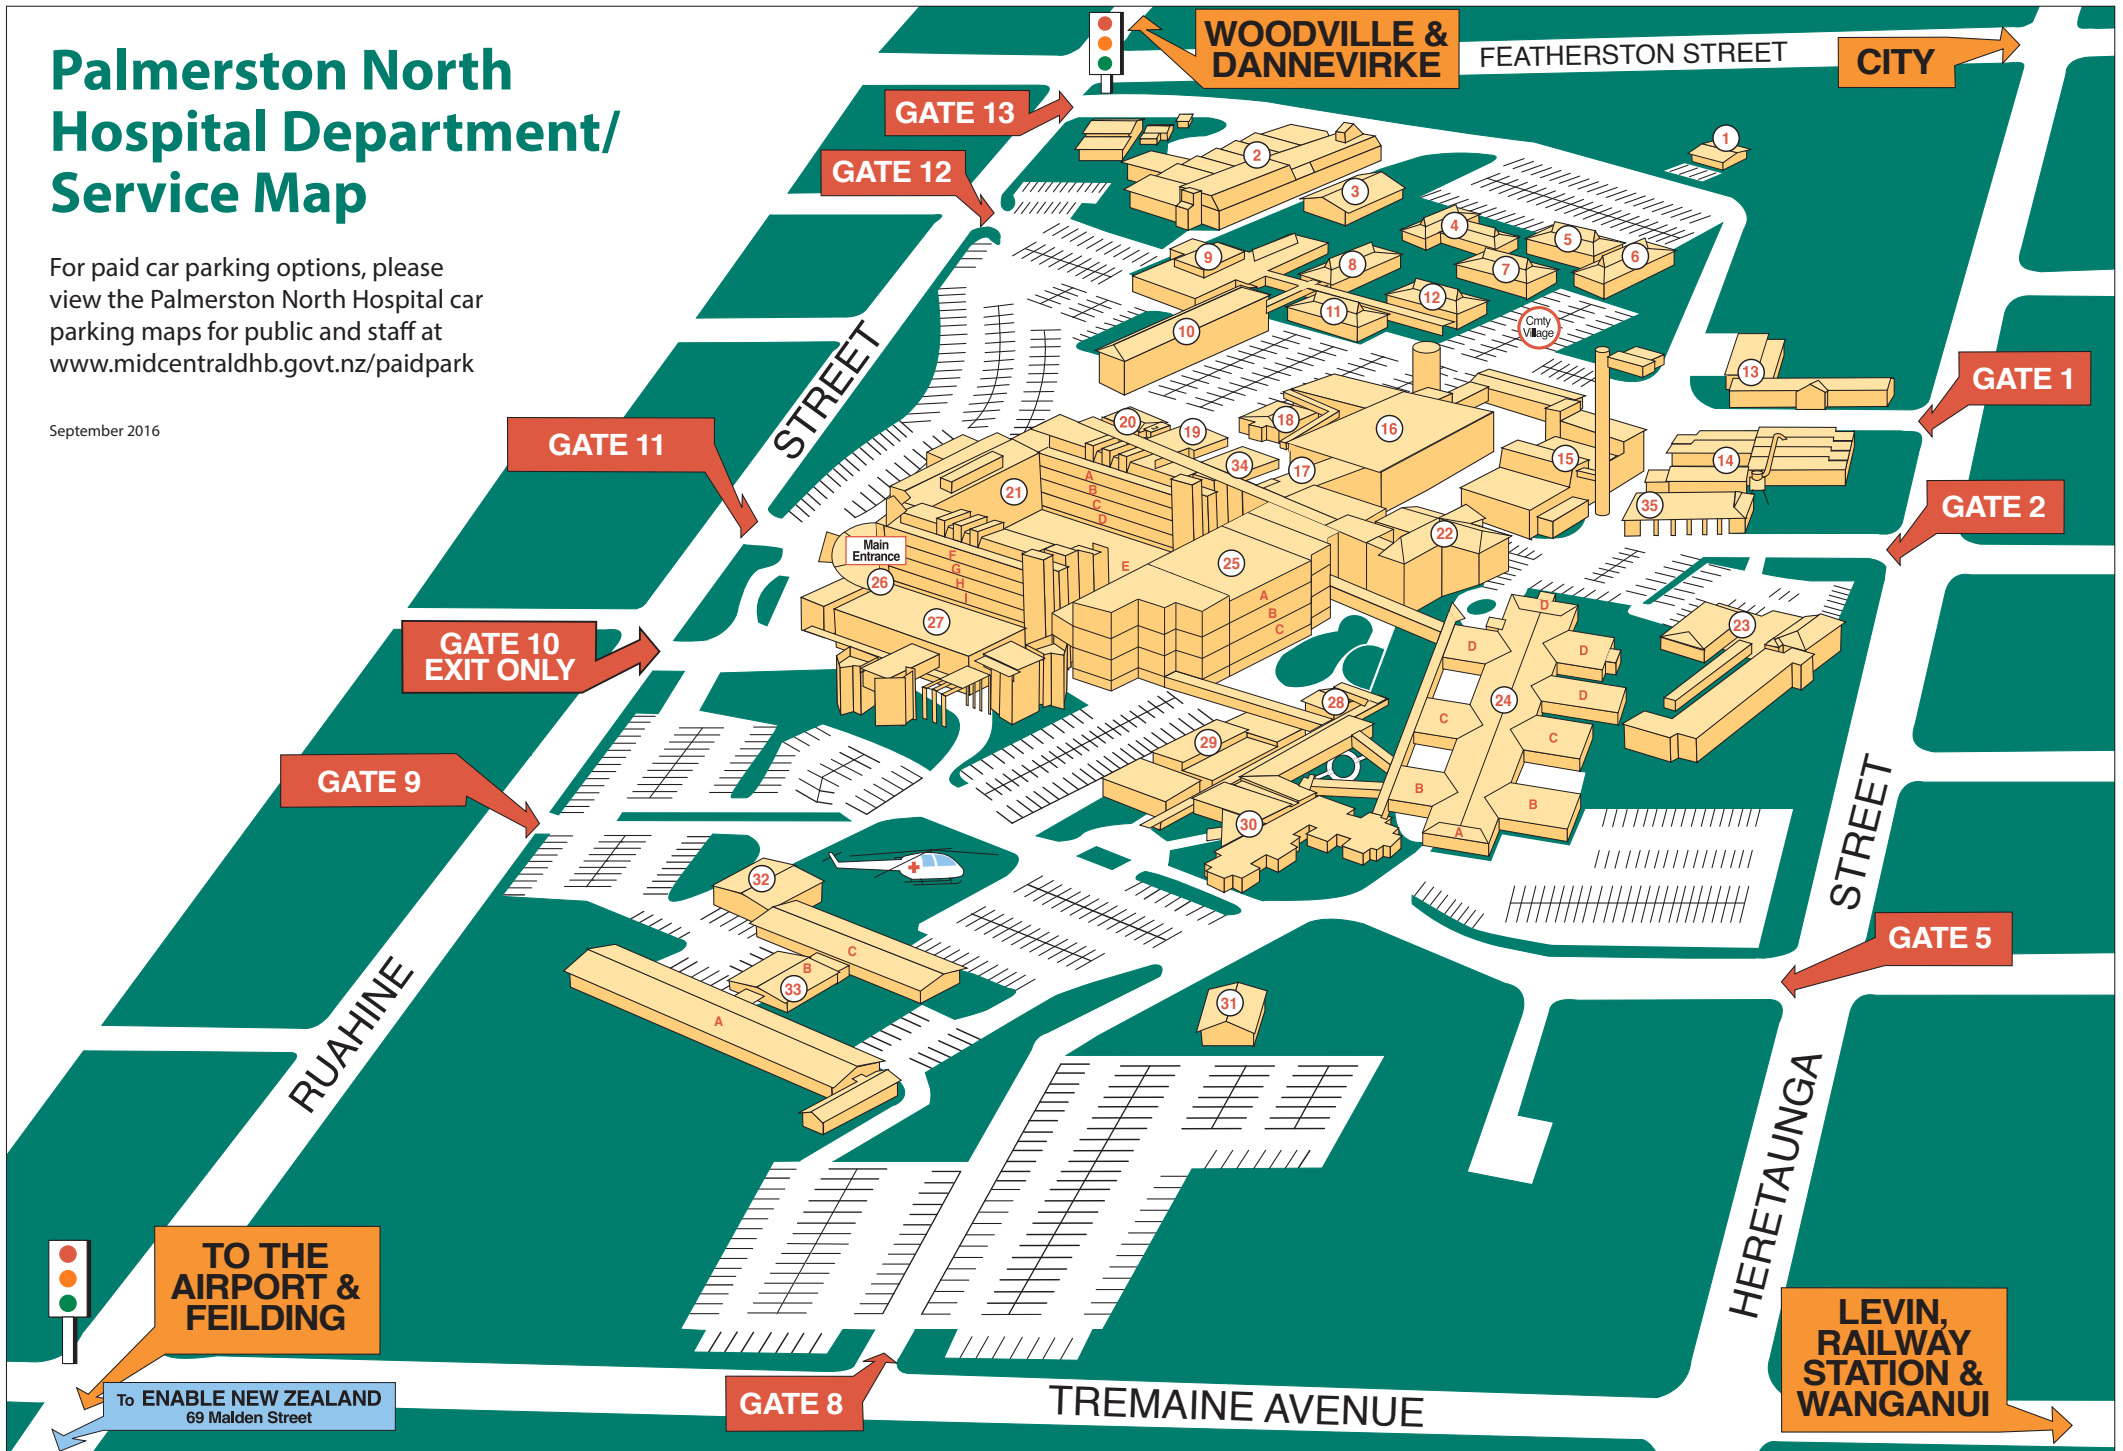 Palmerston North
Hospital Department/
Service Map
For paid car parking options, please
view the Palmerston North Hospital car
parking maps for public and staff at
www.midcentraldhb.govt.nz/paidpark
September 2016
WOODVILLE &
DANNEVIRKE
FEATHERSTON STREET
CITY
GATE 13
GATE 12
GATE 1
GATE 11
GATE 2
GATE 10
EXIT ONLY
GATE 9
GATE 5
GATE 8
STREET
RUAHINE
STREET
HERETAUNGA
TREMAINE AVENUE
1
2
3
4
5
6
7
8
9
10
11
12
Cmty
Village
13
14
15
16
17
18
19
20
34
35
21
A
B
C
D
Main
Entrance
26
F
G
H
I
E
27
25
A
B
C
22
23
24
D
D
D
D
C
C
B
B
A
28
29
30
31
32
33
C
B
A
TO THE
AIRPORT &
FEILDING
To ENABLE NEW ZEALAND
69 Malden Street
LEVIN,
RAILWAY
STATION &
WANGANUI